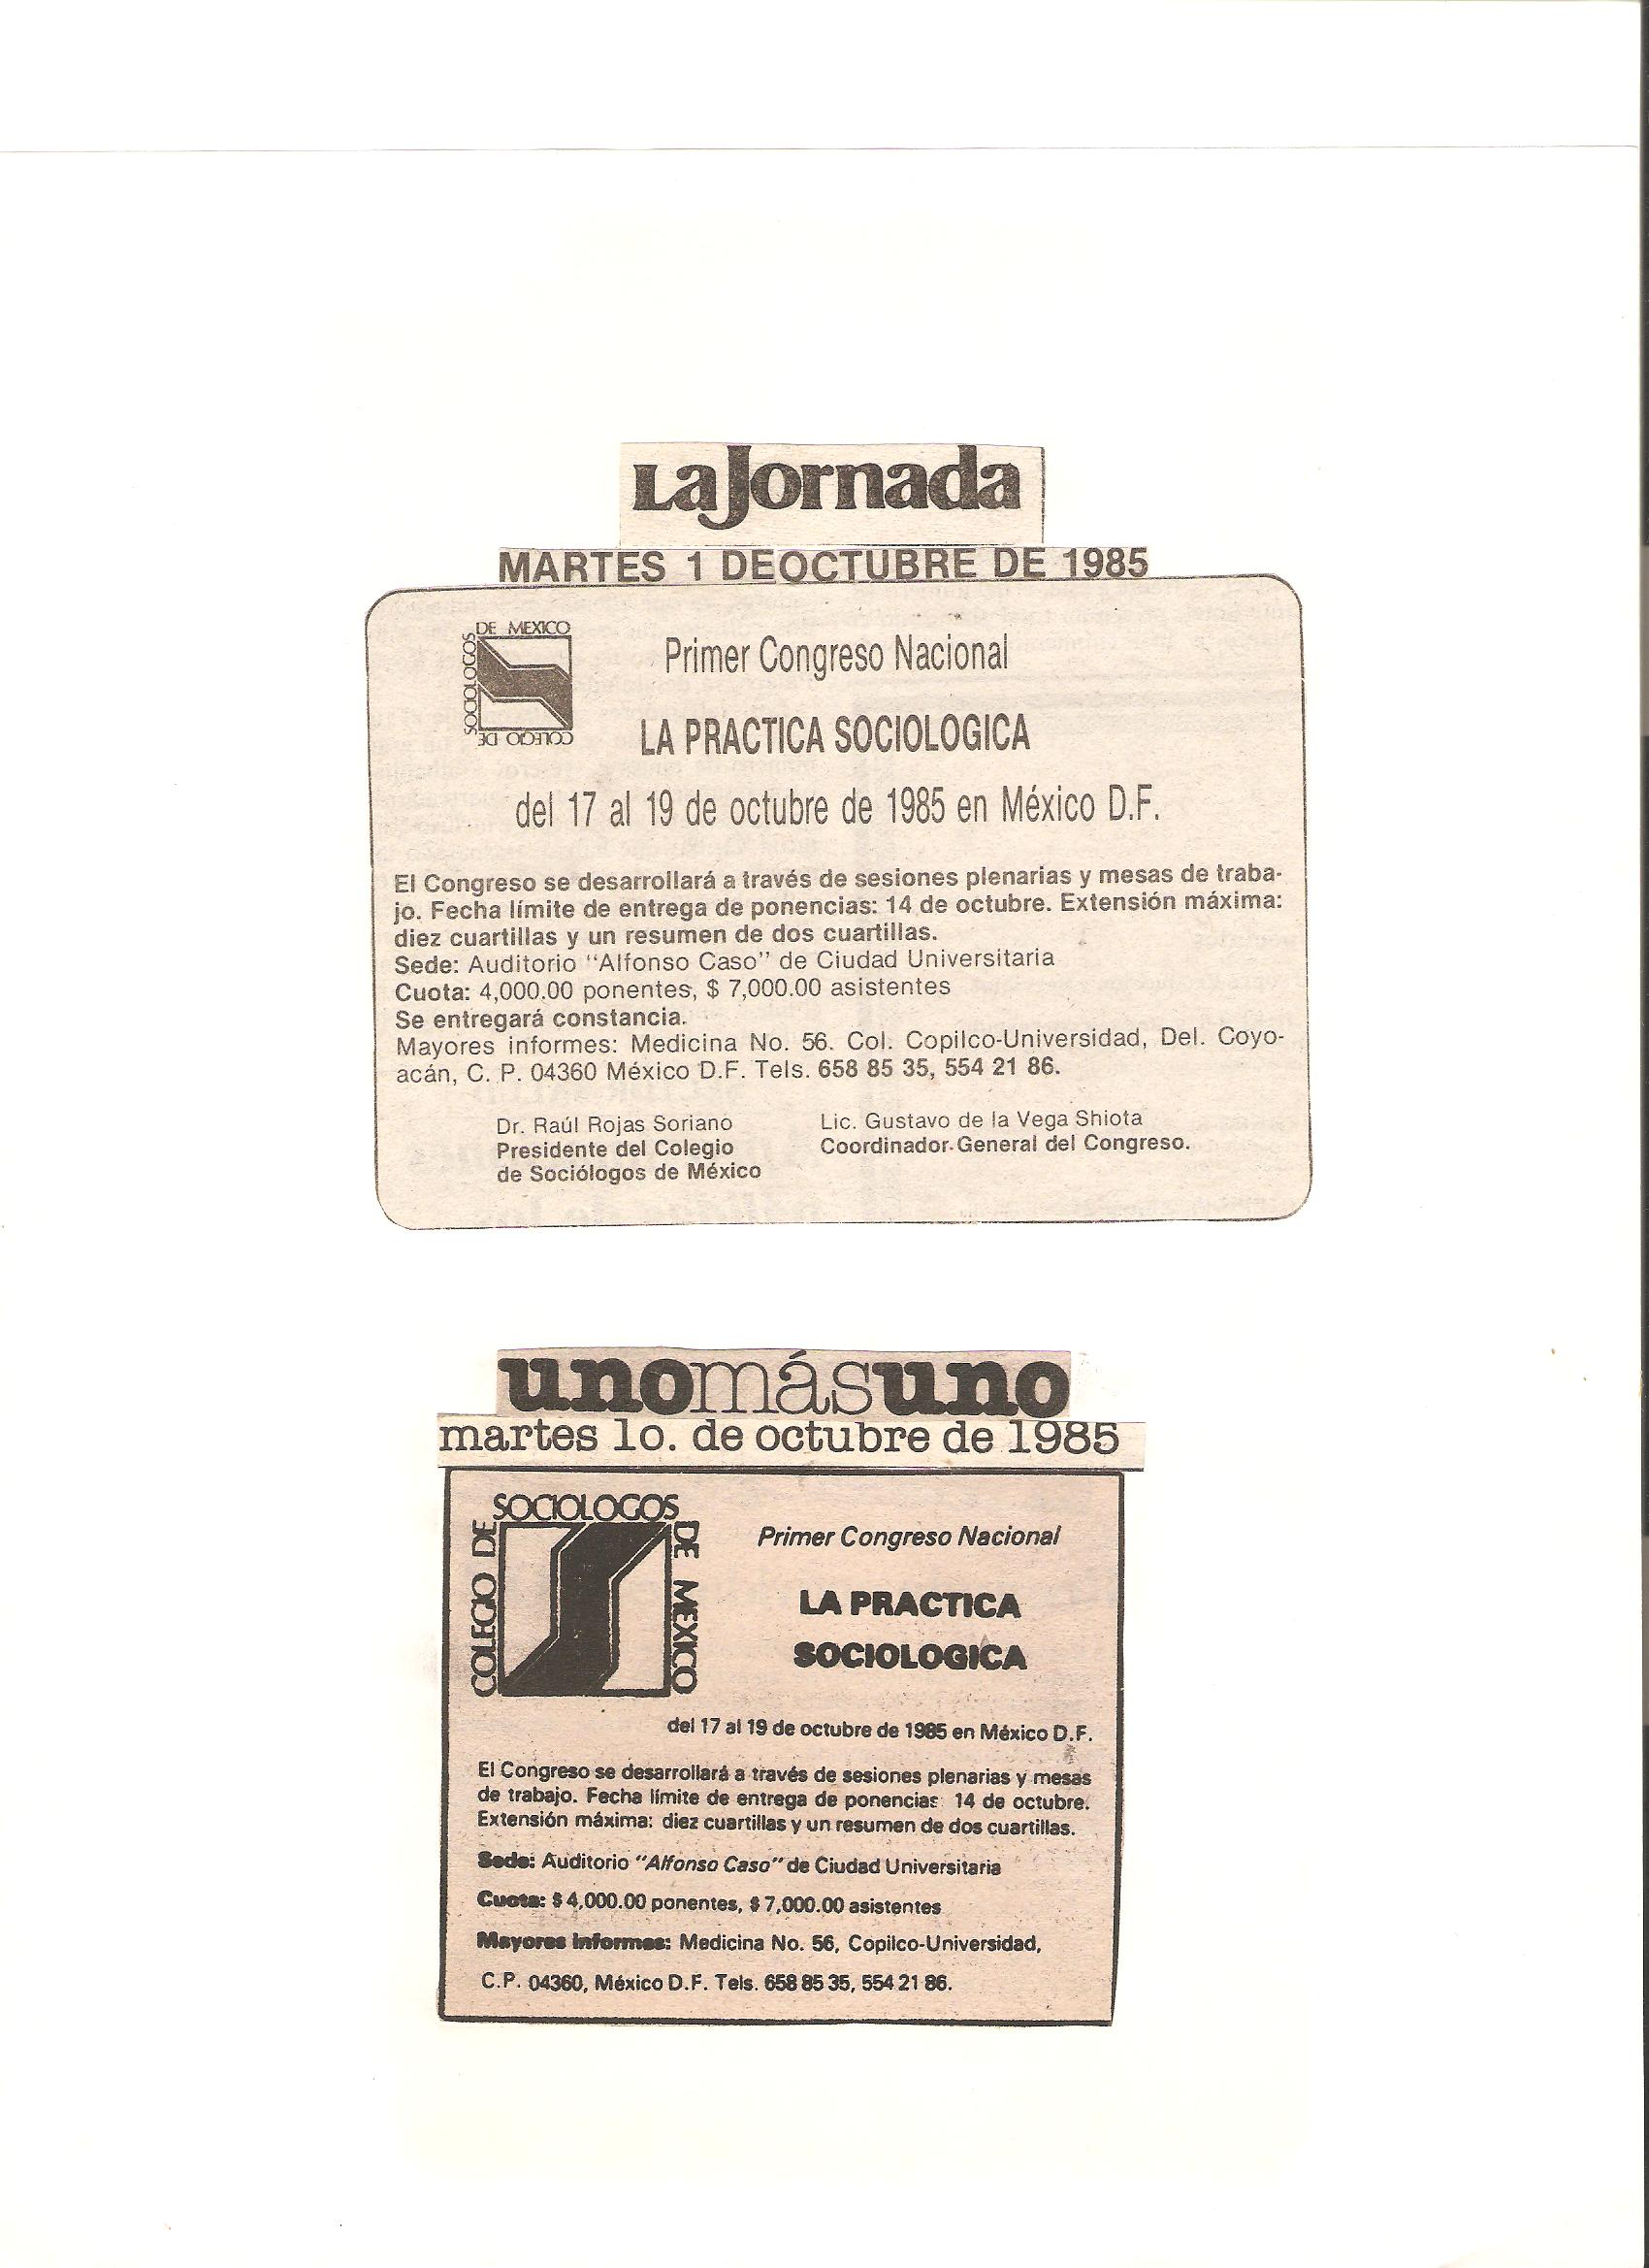 LaJornada
MARTES 1 DE OCTUBRE DE 1985
COLEGIO DE SOCIOLOGOS DE MEXICO
Primer Congreso Nacional
LA PRACTICA SOCIOLOGICA
del 17 al 19 de octubre de 1985 en México D.F.
El Congreso se desarrollará a través de sesiones plenarias y mesas de traba-
jo. Fecha límite de entrega de ponencias: 14 de octubre. Extensión máxima:
diez cuartillas y un resumen de dos cuartillas.
Sede: Auditorio "Alfonso Caso" de Ciudad Universitaria
Cuota: 4,000.00 ponentes, $ 7,000.00 asistentes
Se entregará constancia.
Mayores informes: Medicina No. 56. Col. Copilco-Universidad, Del. Coyo-
acán, C. P. 04360 México D.F. Tels. 658 85 35, 554 21 86.
Dr. Raúl Rojas Soriano
Presidente del Colegio
de Sociólogos de México
Lic. Gustavo de la Vega Shiota
Coordinador General del Congreso.
unomásuno
martes 1o. de octubre de 1985
COLEGIO DE SOCIOLOGOS DE MEXICO
Primer Congreso Nacional
LA PRACTICA
SOCIOLOGICA
del 17 al 19 de octubre de 1985 en México D.F.
El Congreso se desarrollará a través de sesiones plenarias y mesas
de trabajo. Fecha límite de entrega de ponencias: 14 de octubre.
Extensión máxima: diez cuartillas y un resumen de dos cuartillas.
Sede: Auditorio "Alfonso Caso" de Ciudad Universitaria
Cuota: $ 4,000.00 ponentes, $ 7,000.00 asistentes
Mayores informes: Medicina No. 56, Copilco-Universidad,
C.P. 04360, México D.F. Tels. 658 85 35, 554 21 86.